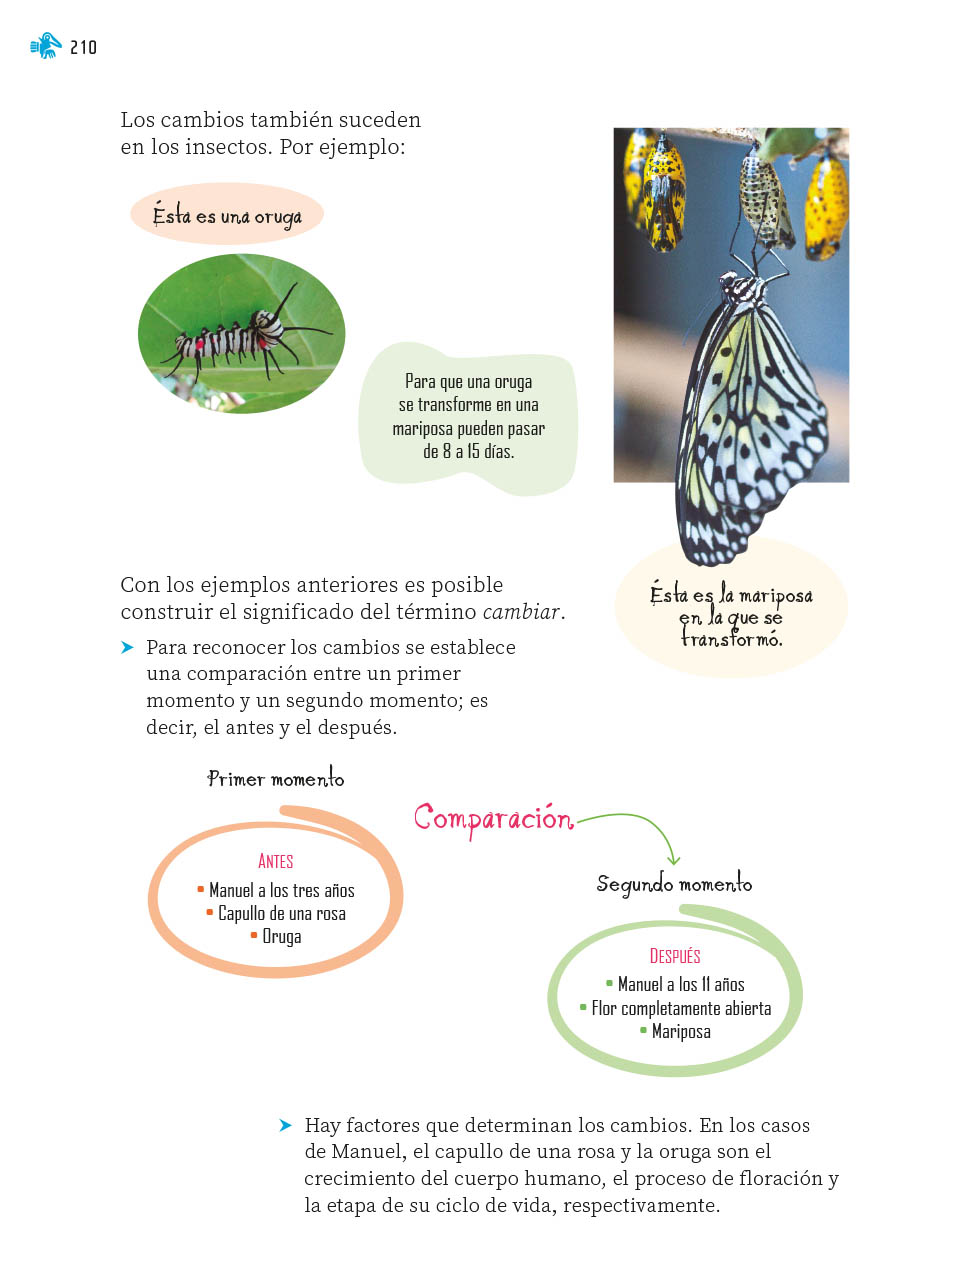 210
Los cambios también suceden
en los insectos. Por ejemplo:
Ésta es una oruga
Para que una oruga
se transforme en una
mariposa pueden pasar
de 8 a 15 días.
Ésta es la mariposa
en la que se
transformó.
Con los ejemplos anteriores es posible
construir el significado del término cambiar.
➤ Para reconocer los cambios se establece
una comparación entre un primer
momento y un segundo momento; es
decir, el antes y el después.
Primer momento
ANTES
▪ Manuel a los tres años
▪ Capullo de una rosa
▪ Oruga
Comparación
Segundo momento
DESPUÉS
▪ Manuel a los 11 años
▪ Flor completamente abierta
▪ Mariposa
➤ Hay factores que determinan los cambios. En los casos
de Manuel, el capullo de una rosa y la oruga son el
crecimiento del cuerpo humano, el proceso de floración y
la etapa de su ciclo de vida, respectivamente.